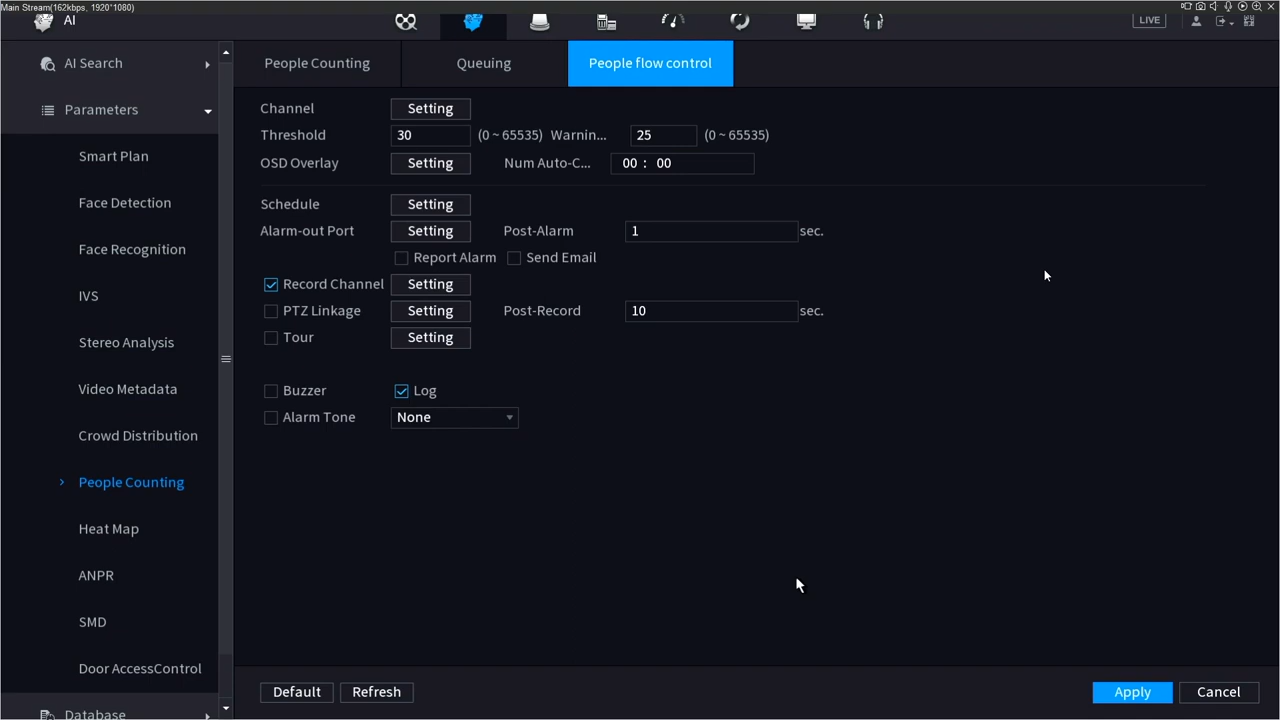 Main Stream(162kbps, 1920*1080)
AI
LIVE
AI Search
Parameters
Smart Plan
Face Detection
Face Recognition
IVS
Stereo Analysis
Video Metadata
Crowd Distribution
People Counting
Heat Map
ANPR
SMD
Door AccessControl
Database
People Counting Queuing People flow control
Channel Setting
Threshold 30 (0 ~ 65535) Warnin... 25 (0 ~ 65535)
OSD Overlay Setting Num Auto-C... 00 : 00
Schedule Setting
Alarm-out Port Setting Post-Alarm 1 sec.
Report Alarm Send Email
Record Channel Setting
PTZ Linkage Setting Post-Record 10 sec.
Tour Setting
Buzzer Log
Alarm Tone None
Default Refresh Apply Cancel